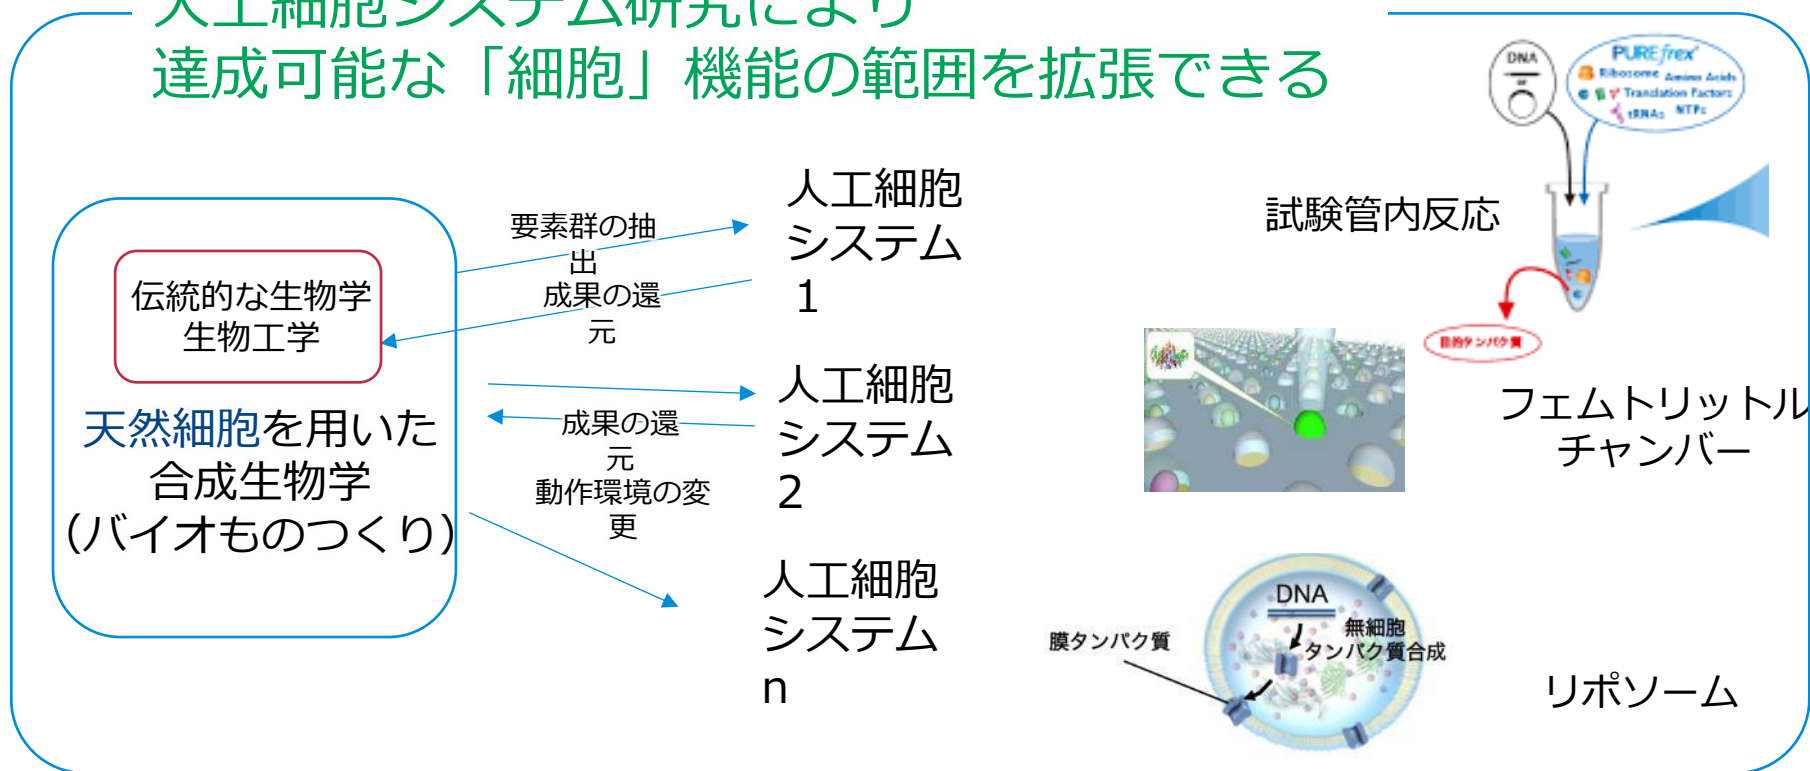 人工細胞システム研究により
達成可能な「細胞」機能の範囲を拡張できる
伝統的な生物学
生物工学
天然細胞を用いた
合成生物学
（バイオものつくり）
要素群の抽
出
成果の還
元
成果の還
元
動作環境の変
更
人工細胞
システム
1
人工細胞
システム
2
人工細胞
システム
n
試験管内反応
DNA
or
PUREfrex
Ribosome Amino Acids
Translation Factors
tRNAs NTPs
目的タンパク質
フェムトリットル
チャンバー
DNA
無細胞
タンパク質合成
膜タンパク質
リポソーム